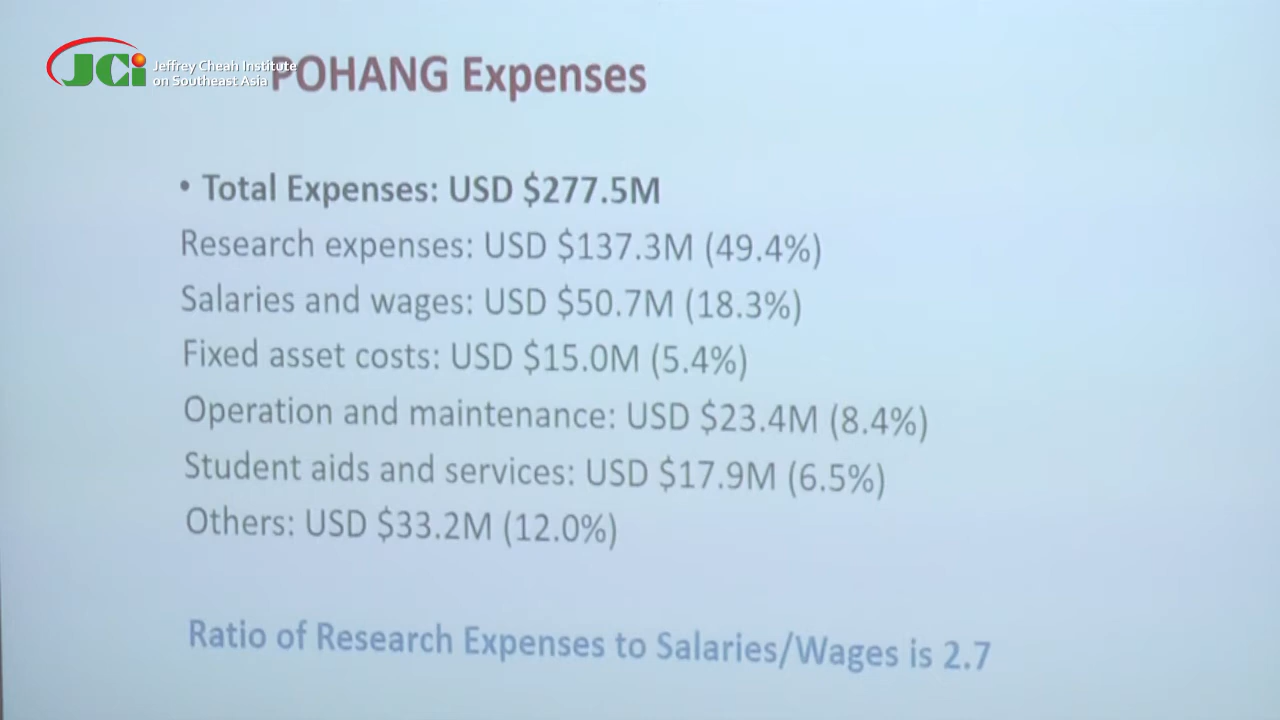 JCi Jeffrey Cheah Institute
on Southeast Asia
POHANG Expenses
• Total Expenses: USD $277.5M
Research expenses: USD $137.3M (49.4%)
Salaries and wages: USD $50.7M (18.3%)
Fixed asset costs: USD $15.0M (5.4%)
Operation and maintenance: USD $23.4M (8.4%)
Student aids and services: USD $17.9M (6.5%)
Others: USD $33.2M (12.0%)
Ratio of Research Expenses to Salaries/Wages is 2.7